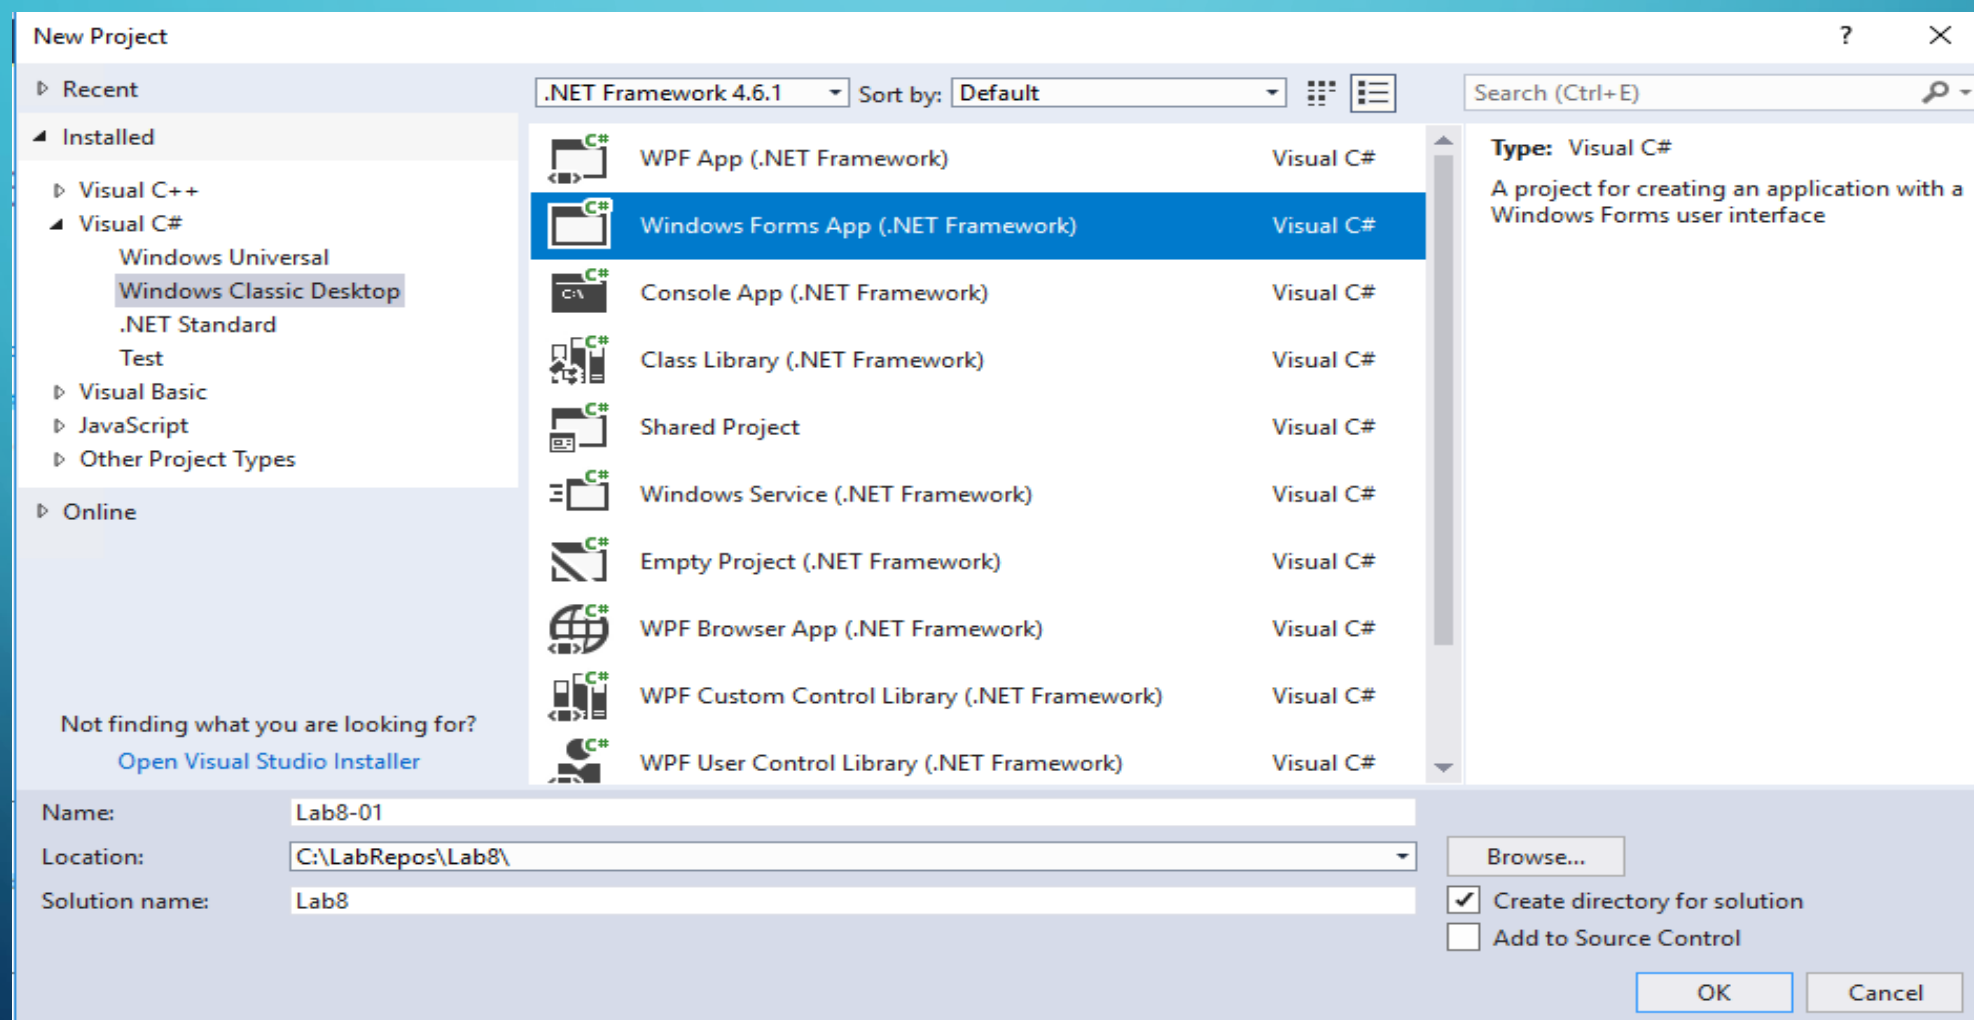 New Project
?
Recent
.NET Framework 4.6.1 Sort by: Default
Search (Ctrl+E)
Installed
Visual C++
Visual C#
Windows Universal
Windows Classic Desktop
.NET Standard
Test
Visual Basic
JavaScript
Other Project Types
Online
Not finding what you are looking for?
Open Visual Studio Installer
C# WPF App (.NET Framework) Visual C#
C# Windows Forms App (.NET Framework) Visual C#
C# C:\ Console App (.NET Framework) Visual C#
C# Class Library (.NET Framework) Visual C#
C# Shared Project Visual C#
C# Windows Service (.NET Framework) Visual C#
C# Empty Project (.NET Framework) Visual C#
C# WPF Browser App (.NET Framework) Visual C#
C# WPF Custom Control Library (.NET Framework) Visual C#
C# WPF User Control Library (.NET Framework) Visual C#
Type: Visual C#
A project for creating an application with a
Windows Forms user interface
Name: Lab8-01
Location: C:\LabRepos\Lab8\
Browse...
Solution name: Lab8
Create directory for solution
Add to Source Control
OK Cancel